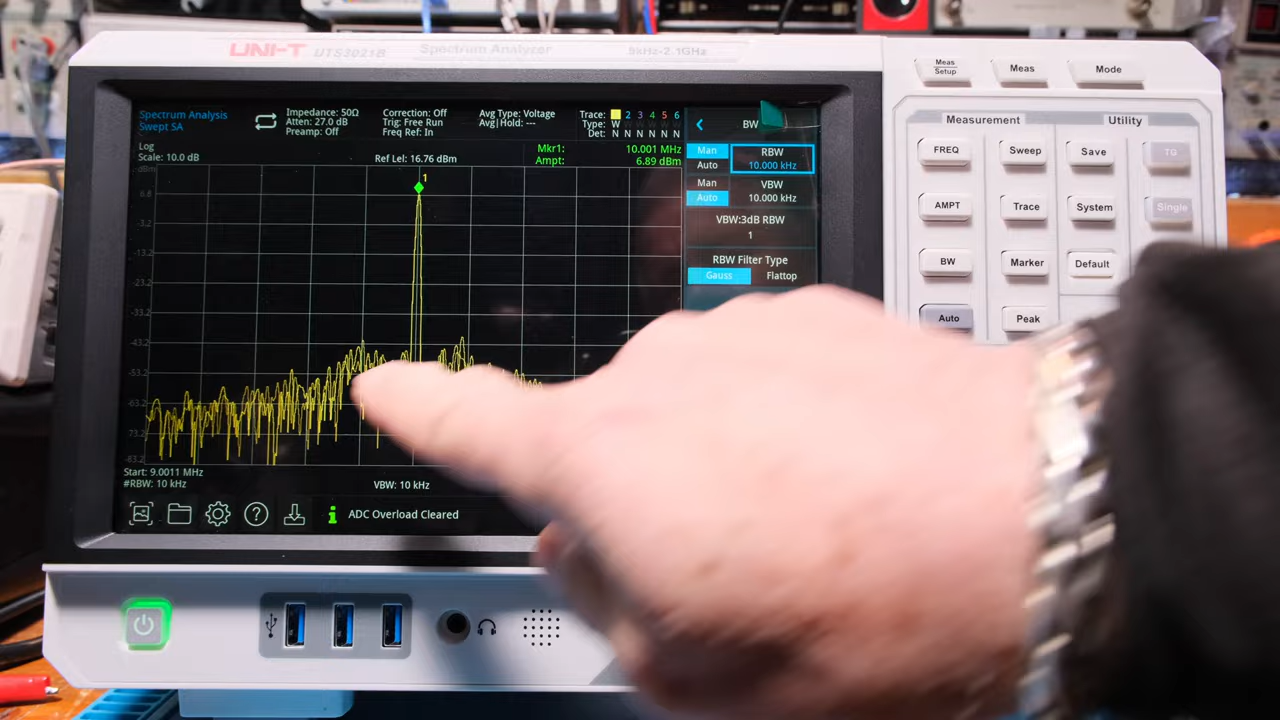 UNI-T UTS3021B Spectrum Analyzer 9kHz-2.1GHz
Meas Setup
Meas
Mode
Measurement
Utility
FREQ
Sweep
Save
TG
AMPT
Trace
System
Single
BW
Marker
Default
Auto
Peak
Spectrum Analysis
Swept SA
Impedance: 50Ω
Atten: 27.0 dB
Preamp: Off
Correction: Off
Trig: Free Run
Freq Ref: In
Avg Type: Voltage
Avg|Hold: ---
Trace: 2 3 4 5 6
Type: W
Det: N N N N N N
Log
Scale: 10.0 dB
Ref Lel: 16.76 dBm
Mkr1: 10.001 MHz
Ampt: 6.89 dBm
dBm
1
6.8
-3.2
-13.2
-23.2
-33.2
-43.2
-53.2
-63.2
-73.2
-83.2
Start: 9.0011 MHz
#RBW: 10 kHz
VBW: 10 kHz
ADC Overload Cleared
BW
Man
Auto
RBW
10.000 kHz
Man
Auto
VBW
10.000 kHz
VBW:3dB RBW
1
RBW Filter Type
Gauss
Flattop